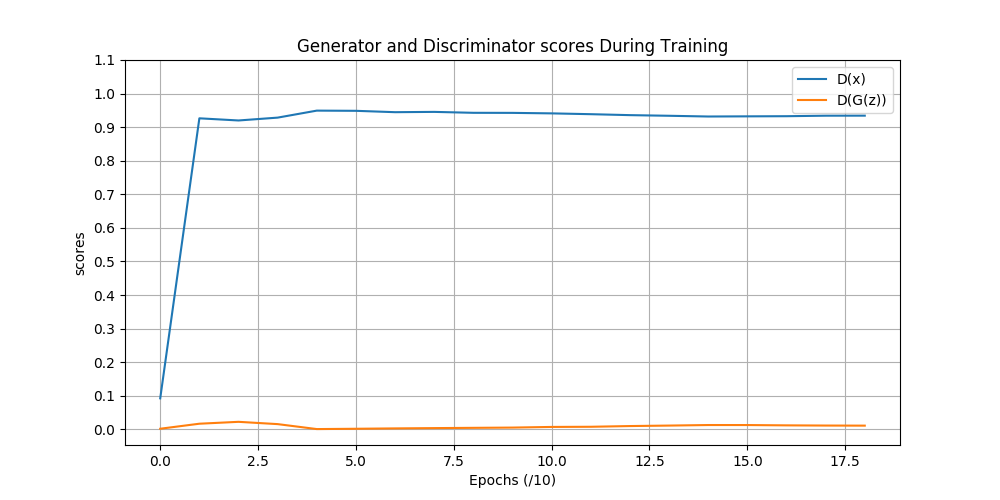 Generator and Discriminator scores During Training
D(x)
D(G(z))
scores
1.1
1.0
0.9
0.8
0.7
0.6
0.5
0.4
0.3
0.2
0.1
0.0
0.0 2.5 5.0 7.5 10.0 12.5 15.0 17.5
Epochs (/10)